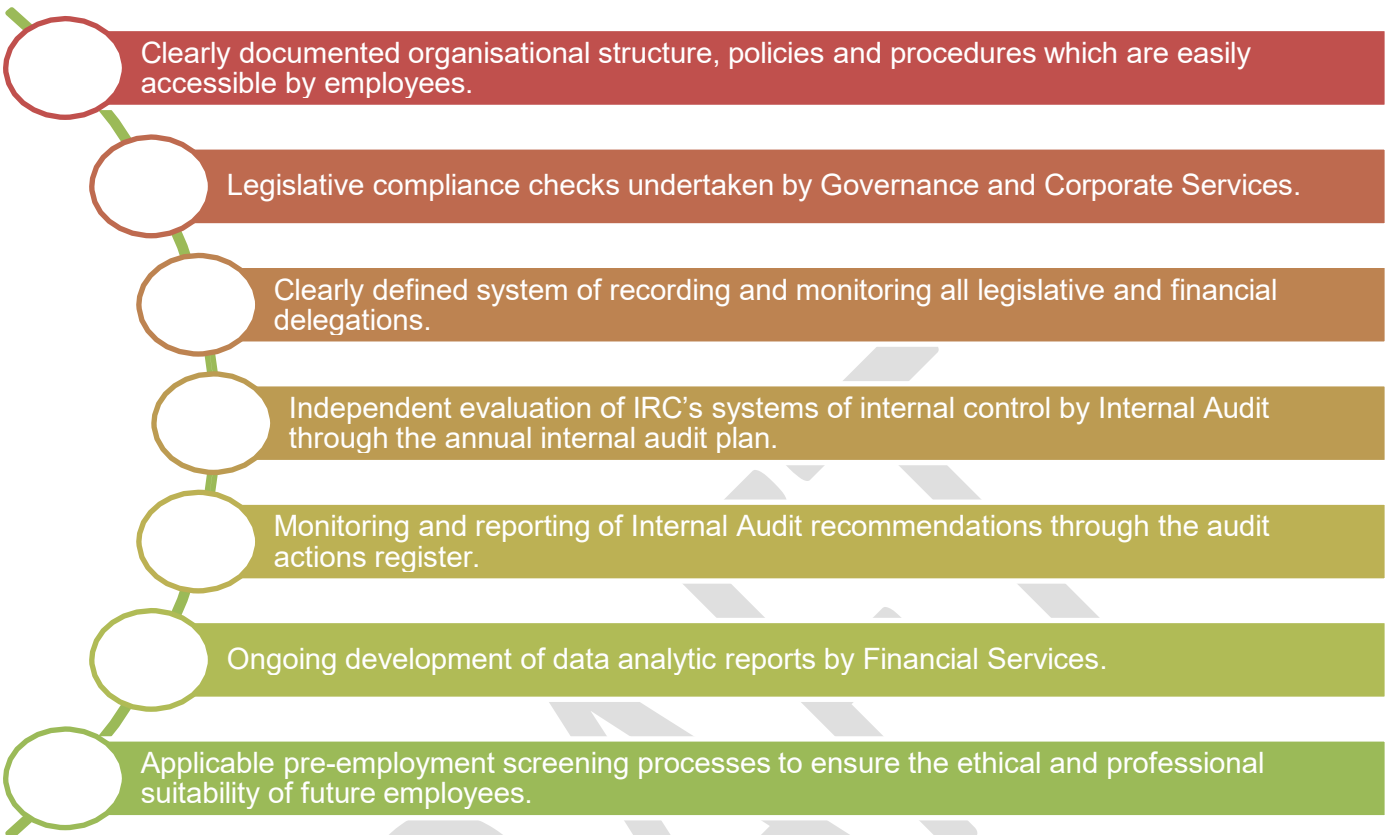 Clearly documented organisational structure, policies and procedures which are easily
accessible by employees.
Legislative compliance checks undertaken by Governance and Corporate Services.
Clearly defined system of recording and monitoring all legislative and financial
delegations.
Independent evaluation of IRC’s systems of internal control by Internal Audit
through the annual internal audit plan.
Monitoring and reporting of Internal Audit recommendations through the audit
actions register.
Ongoing development of data analytic reports by Financial Services.
Applicable pre-employment screening processes to ensure the ethical and professional
suitability of future employees.